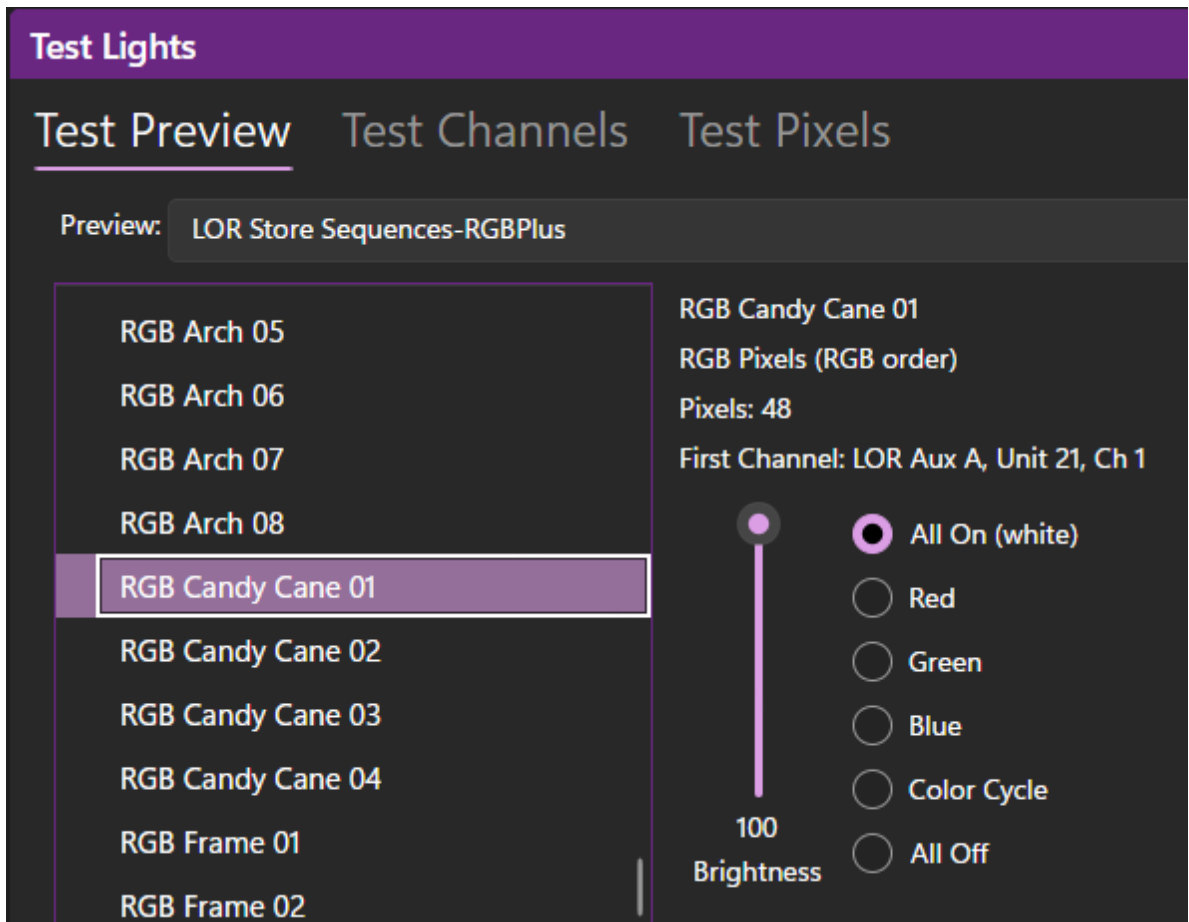 Test Lights
Test Preview Test Channels Test Pixels
Preview: LOR Store Sequences-RGBPlus
RGB Arch 05
RGB Arch 06
RGB Arch 07
RGB Arch 08
RGB Candy Cane 01
RGB Candy Cane 02
RGB Candy Cane 03
RGB Candy Cane 04
RGB Frame 01
RGB Frame 02
RGB Candy Cane 01
RGB Pixels (RGB order)
Pixels: 48
First Channel: LOR Aux A, Unit 21, Ch 1
100
Brightness
All On (white)
Red
Green
Blue
Color Cycle
All Off